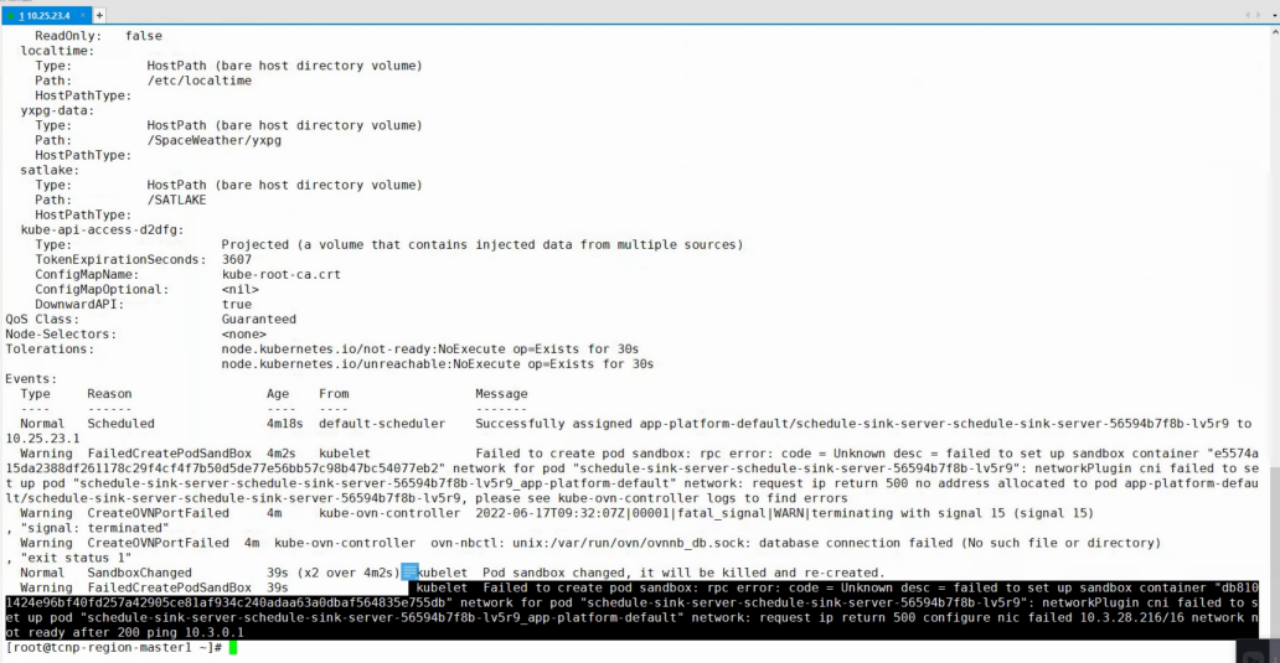 1 10.25.23.4
ReadOnly: false
localtime:
Type: HostPath (bare host directory volume)
Path: /etc/localtime
HostPathType:
yxpg-data:
Type: HostPath (bare host directory volume)
Path: /SpaceWeather/yxpg
HostPathType:
satlake:
Type: HostPath (bare host directory volume)
Path: /SATLAKE
HostPathType:
kube-api-access-d2dfg:
Type: Projected (a volume that contains injected data from multiple sources)
TokenExpirationSeconds: 3607
ConfigMapName: kube-root-ca.crt
ConfigMapOptional: <nil>
DownwardAPI: true
QoS Class: Guaranteed
Node-Selectors: <none>
Tolerations: node.kubernetes.io/not-ready:NoExecute op=Exists for 30s
node.kubernetes.io/unreachable:NoExecute op=Exists for 30s
Events:
Type Reason Age From Message
---- ------ ---- ---- -------
Normal Scheduled 4m18s default-scheduler Successfully assigned app-platform-default/schedule-sink-server-schedule-sink-server-56594b7f8b-lv5r9 to
10.25.23.1
Warning FailedCreatePodSandBox 4m2s kubelet Failed to create pod sandbox: rpc error: code = Unknown desc = failed to set up sandbox container "e5574a
15da2388df261178c29f4cf4f7b50d5de77e56bb57c98b47bc54077eb2" network for pod "schedule-sink-server-schedule-sink-server-56594b7f8b-lv5r9": networkPlugin cni failed to se
t up pod "schedule-sink-server-schedule-sink-server-56594b7f8b-lv5r9_app-platform-default" network: request ip return 500 no address allocated to pod app-platform-defau
lt/schedule-sink-server-schedule-sink-server-56594b7f8b-lv5r9, please see kube-ovn-controller logs to find errors
Warning CreateOVNPortFailed 4m kube-ovn-controller 2022-06-17T09:32:07Z|00001|fatal_signal|WARN|terminating with signal 15 (signal 15)
, "signal: terminated"
Warning CreateOVNPortFailed 4m kube-ovn-controller ovn-nbctl: unix:/var/run/ovn/ovnnb_db.sock: database connection failed (No such file or directory)
, "exit status 1"
Normal SandboxChanged 39s (x2 over 4m2s) kubelet Pod sandbox changed, it will be killed and re-created.
Warning FailedCreatePodSandBox 39s kubelet Failed to create pod sandbox: rpc error: code = Unknown desc = failed to set up sandbox container "db810
1424e96bf40fd257a42905ce81af934c240adaa63a0dbaf564835e755db" network for pod "schedule-sink-server-schedule-sink-server-56594b7f8b-lv5r9": networkPlugin cni failed to s
et up pod "schedule-sink-server-schedule-sink-server-56594b7f8b-lv5r9_app-platform-default" network: request ip return 500 configure nic failed 10.3.28.216/16 network n
ot ready after 200 ping 10.3.0.1
[root@tcnp-region-master1 ~]#